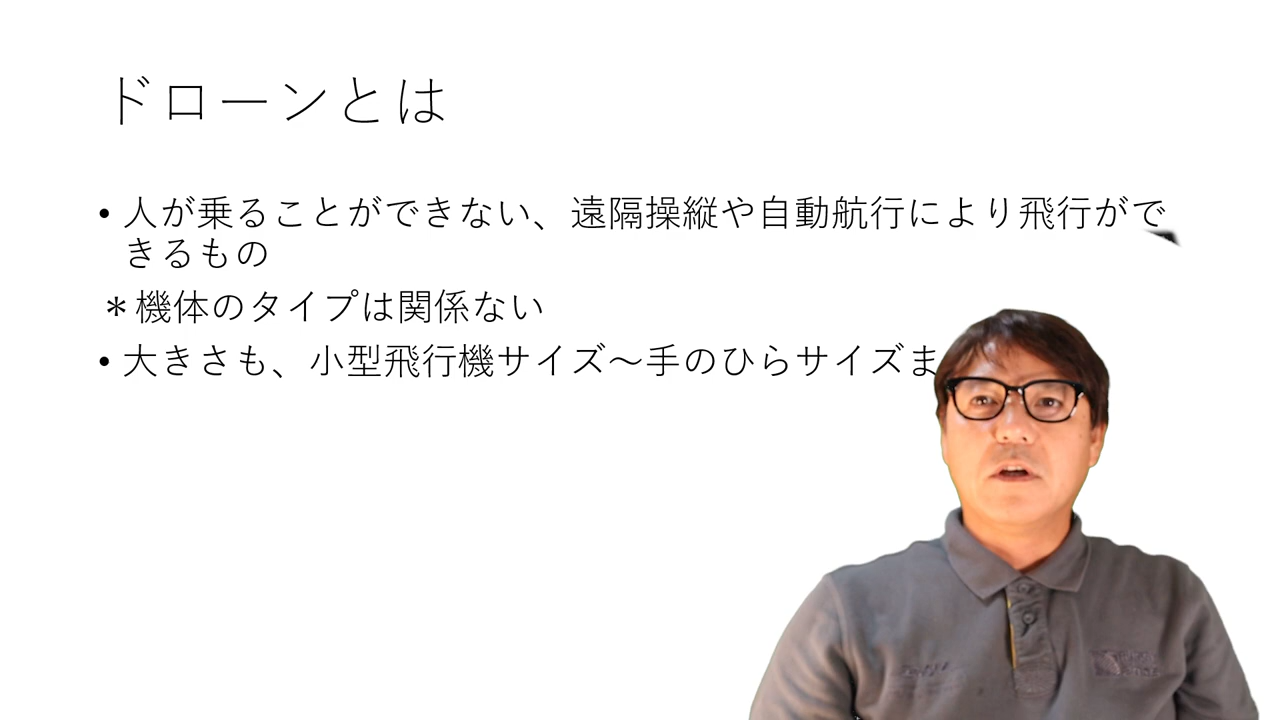 ドローンとは
• 人が乗ることができない、遠隔操縦や自動航行により飛行がで
きるもの
＊機体のタイプは関係ない
• 大きさも、小型飛行機サイズ～手のひらサイズま